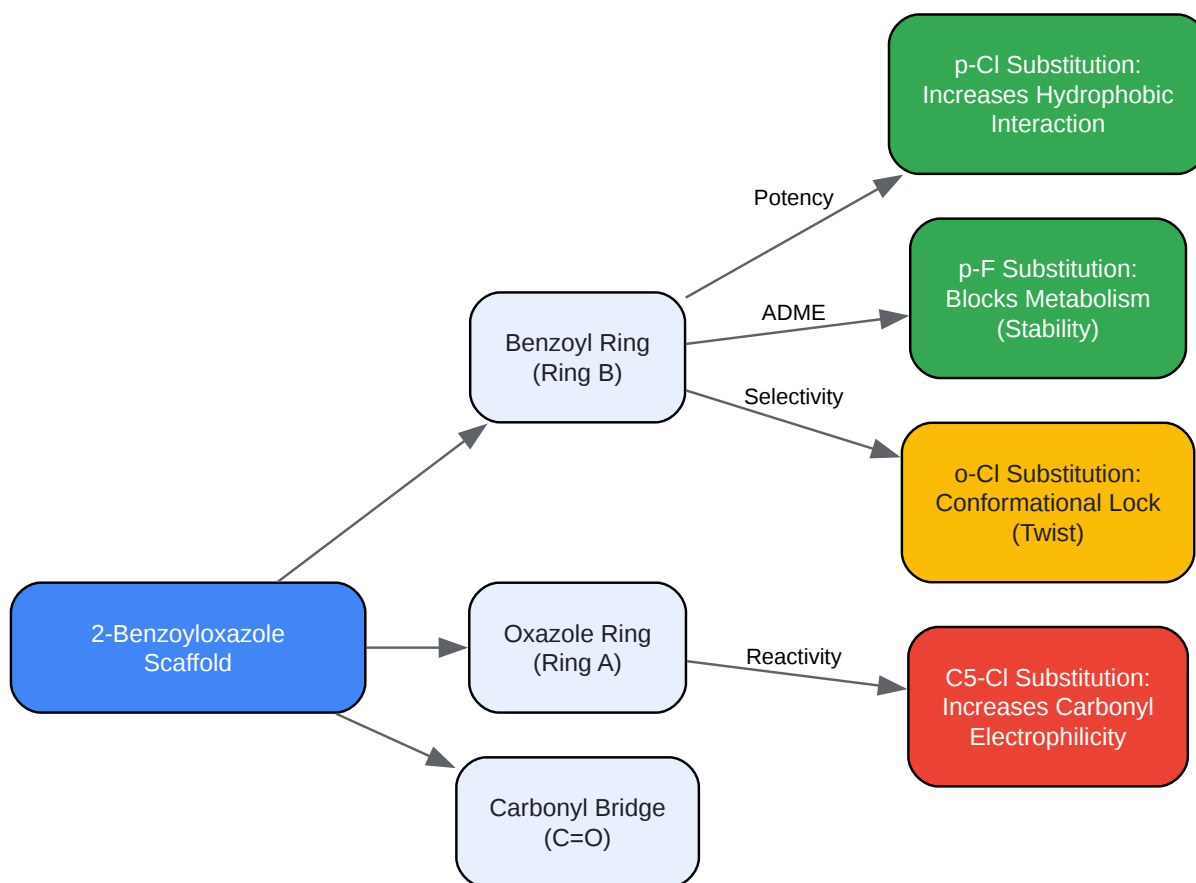 p-Cl Substitution:
Increases Hydrophobic
Interaction
Potency
p-F Substitution:
Blocks Metabolism
(Stability)
ADME
Benzoyl Ring
(Ring B)
Selectivity
o-Cl Substitution:
Conformational Lock
(Twist)
2-Benzoyloxazole
Scaffold
Oxazole Ring
(Ring A)
Reactivity
C5-Cl Substitution:
Increases Carbonyl
Electrophilicity
Carbonyl Bridge
(C=O)